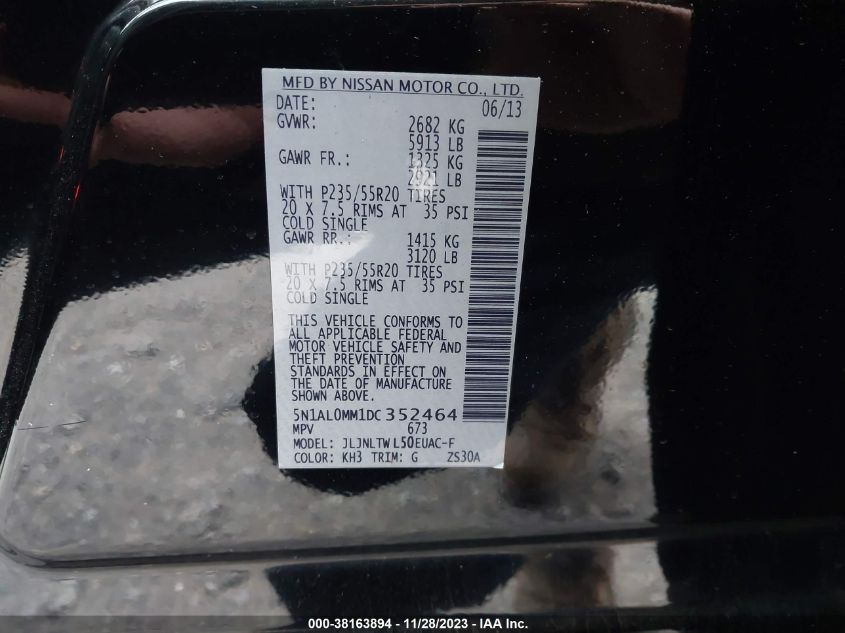 MFD BY NISSAN MOTOR CO., LTD.
DATE: 06/13
GVWR: 2682 KG
5913 LB
GAWR FR.: 1325 KG
2921 LB
WITH P235/55R20 TIRES
20 X 7.5 RIMS AT 35 PSI
COLD SINGLE
GAWR RR.: 1415 KG
3120 LB
WITH P235/55R20 TIRES
20 X 7.5 RIMS AT 35 PSI
COLD SINGLE
THIS VEHICLE CONFORMS TO
ALL APPLICABLE FEDERAL
MOTOR VEHICLE SAFETY AND
THEFT PREVENTION
STANDARDS IN EFFECT ON
THE DATE OF MANUFACTURE
SHOWN ABOVE.
5N1AL0MM1DC352464
MPV 673
MODEL: JLJNLTWL50EUAC-F
COLOR: KH3 TRIM: G ZS30A
000-38163894 - 11/28/2023 - IAA Inc.